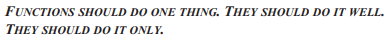 FUNCTIONS SHOULD DO ONE THING. THEY SHOULD DO IT WELL.
THEY SHOULD DO IT ONLY.